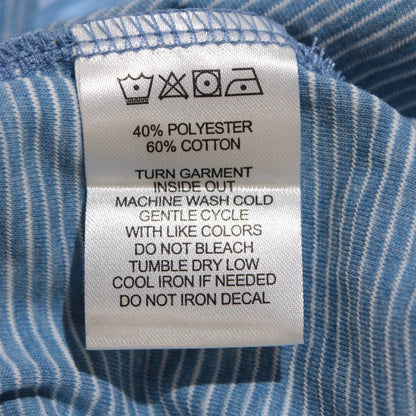 40% POLYESTER
60% COTTON
TURN GARMENT
INSIDE OUT
MACHINE WASH COLD
GENTLE CYCLE
WITH LIKE COLORS
DO NOT BLEACH
TUMBLE DRY LOW
COOL IRON IF NEEDED
DO NOT IRON DECAL